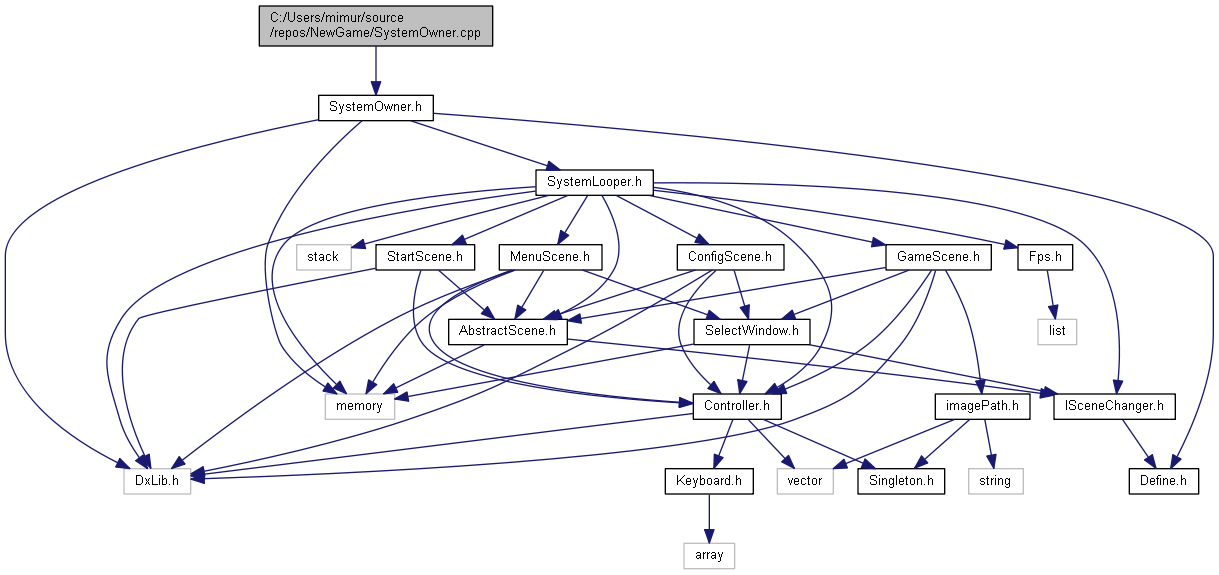 C:/Users/mimur/source
/repos/NewGame/SystemOwner.cpp
SystemOwner.h
SystemLooper.h
stack
StartScene.h
MenuScene.h
ConfigScene.h
GameScene.h
Fps.h
AbstractScene.h
SelectWindow.h
list
memory
Controller.h
imagePath.h
ISceneChanger.h
DxLib.h
Keyboard.h
vector
Singleton.h
string
Define.h
array